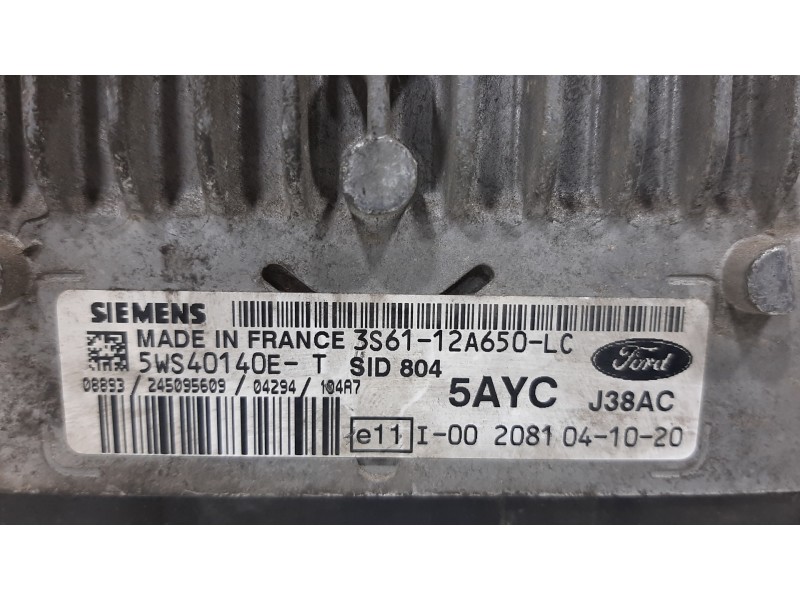 SIEMENS
MADE IN FRANCE 3S61-12A650-LC
5WS40140E- T SID 804
Ford
08893 / 245095609 / 04294 / 104A7
5AYC J38AC
e11 I-00 2081 04-10-20